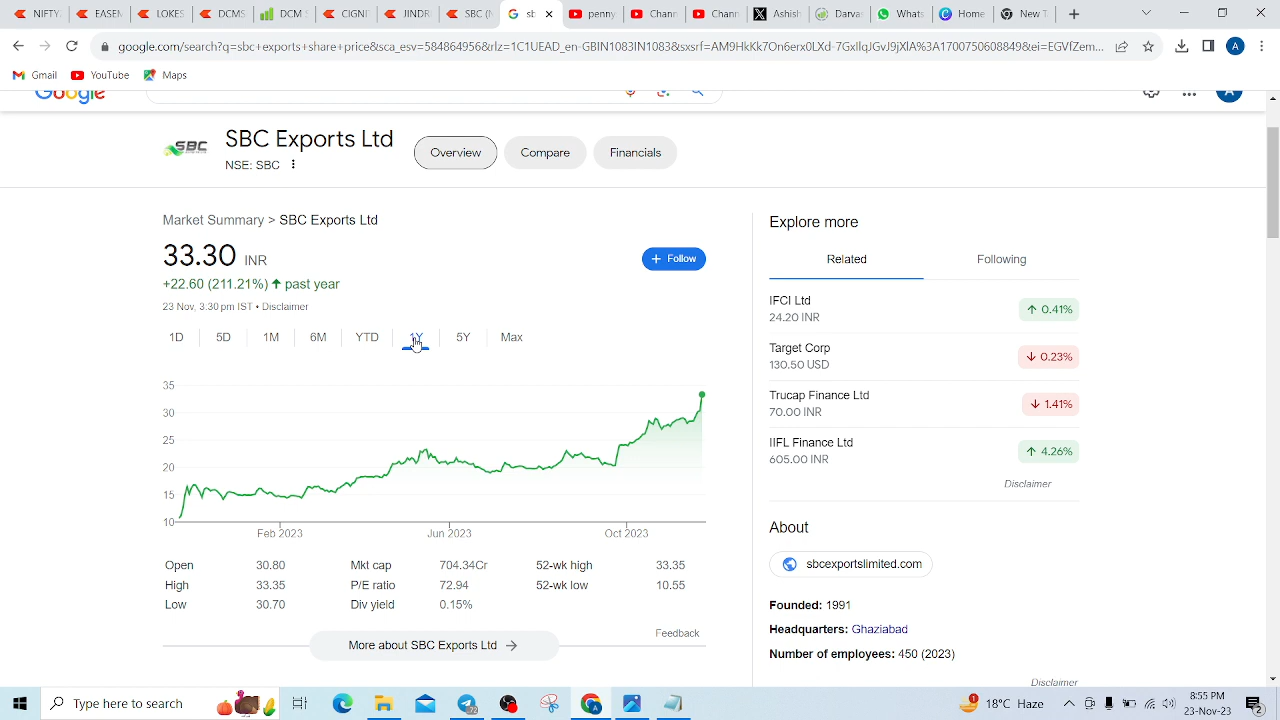 NIFTY
EASEM
LOKES
DCMS
DCM
CIGNI
JINDR
SBC (
sb
penny
Chann
Chann
Ashish
Darva
Whats
Home
New T
google.com/search?q=sbc+exports+share+price&sca_esv=584864956&rlz=1C1UEAD_en-GBIN1083IN1083&sxsrf=
Gmail YouTube Maps
Google
SBC
SBC Exports Ltd
NSE: SBC
Overview Compare Financials
Market Summary > SBC Exports Ltd
33.30 INR
+ Follow
+22.60 (211.21%) ↑ past year
23 Nov, 3:30 pm IST • Disclaimer
1D 5D 1M 6M YTD 1Y 5Y Max
35
30
25
20
15
10
Feb 2023 Jun 2023 Oct 2023
Open 30.80 Mkt cap 704.34Cr 52-wk high 33.35
High 33.35 P/E ratio 72.94 52-wk low 10.55
Low 30.70 Div yield 0.15%
Feedback
More about SBC Exports Ltd →
Explore more
Related Following
IFCI Ltd
24.20 INR
↑ 0.41%
Target Corp
130.50 USD
↓ 0.23%
Trucap Finance Ltd
70.00 INR
↓ 1.41%
IIFL Finance Ltd
605.00 INR
↑ 4.26%
Disclaimer
About
sbcexportslimited.com
Founded: 1991
Headquarters: Ghaziabad
Number of employees: 450 (2023)
Disclaimer
Type here to search
18°C Haze
8:55 PM
23-Nov-23